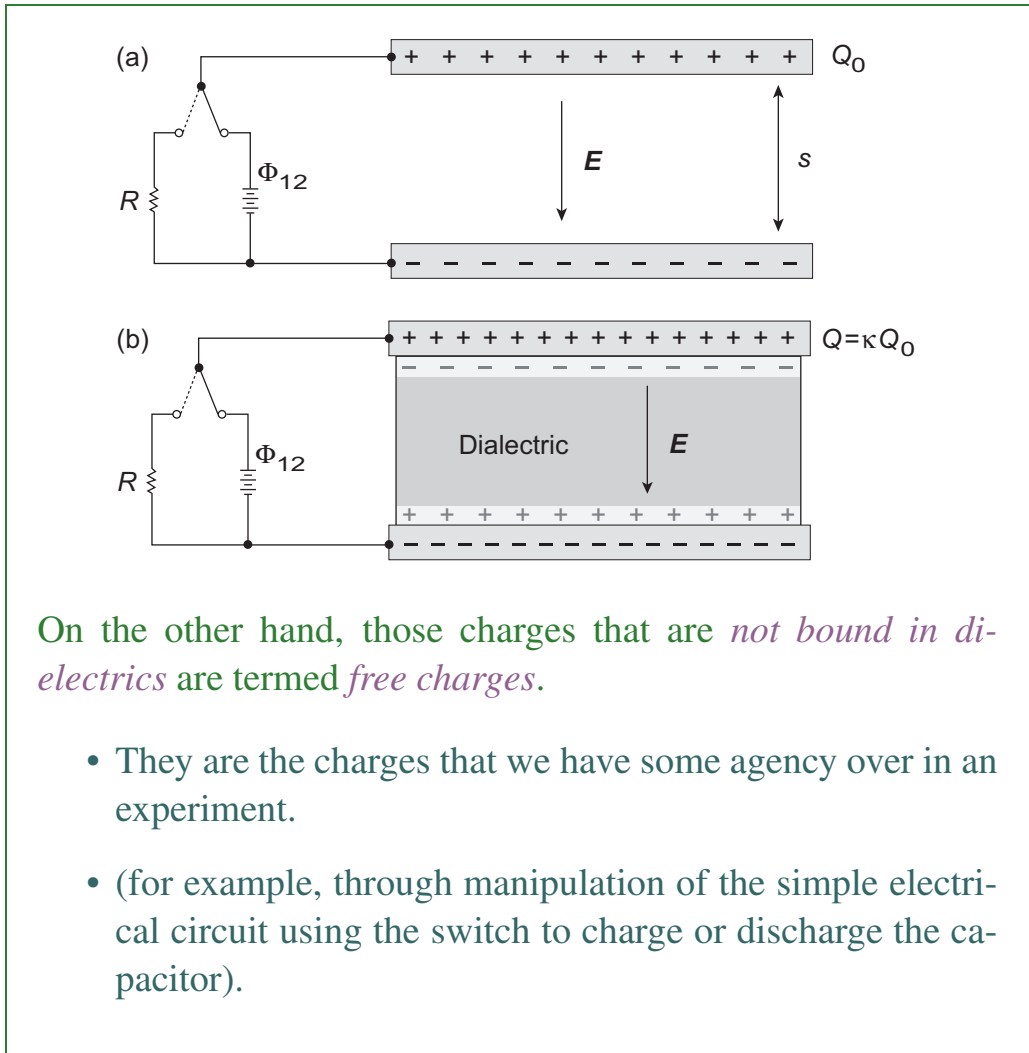 (a)
+ + + + + + + + + + +
Q₀
Φ₁₂
R
E
s
− − − − − − − − − − −
(b)
+ + + + + + + + + + + + + + +
Q=κQ₀
− − − − − − − − − − −
Φ₁₂
R
Dialectric
E
+ + + + + + + + + + +
− − − − − − − − − − − − − − −
On the other hand, those charges that are not bound in di-
electrics are termed free charges.
• They are the charges that we have some agency over in an
experiment.
• (for example, through manipulation of the simple electri-
cal circuit using the switch to charge or discharge the ca-
pacitor).